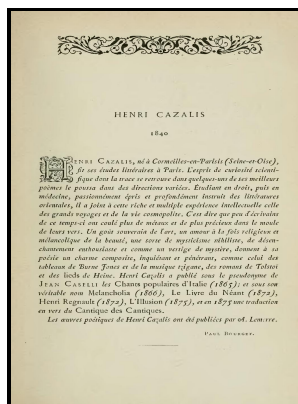 HENRI CAZALIS
1840
HENRI CAZALIS, né à Cormeilles-en-Parisis (Seine-et-Oise),
fit ses études littéraires à Paris. L'esprit de curiosité scienti-
fique dont la trace se retrouve dans quelques-uns de ses meilleurs
poèmes le poussa dans des directions variées. Étudiant en droit, puis en
médecine, passionnément épris et profondément instruit des littératures
orientales, il a joint à cette riche et multiple expérience intellectuelle celle
des grands voyages et de la vie cosmopolite. C'est dire que peu d'écrivains
de ce temps-ci ont coulé plus de métaux et de plus précieux dans le moule
de leurs vers. Un goût souverain de l'art, un amour à la fois religieux et
mélancolique de la beauté, une sorte de mysticisme nihiliste, de désen-
chantement enthousiaste et comme un vertige de mystère, donnent à sa
poésie un charme composite, inquiétant et pénétrant, comme celui des
tableaux de Burne Jones et de la musique tzigane, des romans de Tolstoï
et des lieds de Heine. Henri Cazalis a publié sous le pseudonyme de
JEAN CASELLI les Chants populaires d'Italie (1865); et sous son
véritable nom Melancholia (1866), Le Livre du Néant (1872),
Henri Regnault (1872), L'Illusion (1875), et en 1875 une traduction
en vers du Cantique des Cantiques.
Les œuvres poétiques de Henri Cazalis ont été publiées par A. Lemerre.
PAUL BOURGET.